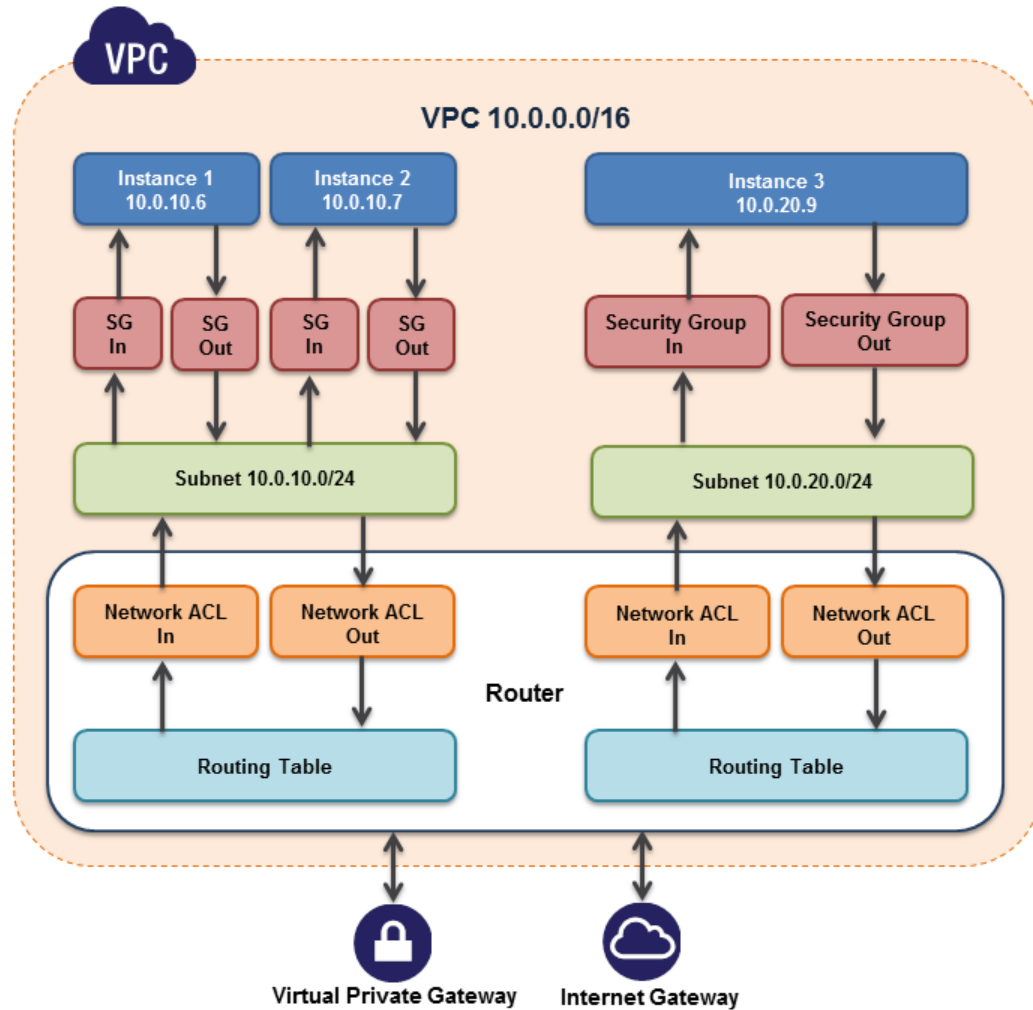 VPC
VPC 10.0.0.0/16
Instance 1
10.0.10.6
Instance 2
10.0.10.7
Instance 3
10.0.20.9
SG
In
SG
Out
SG
In
SG
Out
Security Group
In
Security Group
Out
Subnet 10.0.10.0/24
Subnet 10.0.20.0/24
Network ACL
In
Network ACL
Out
Network ACL
In
Network ACL
Out
Router
Routing Table
Routing Table
Virtual Private Gateway
Internet Gateway